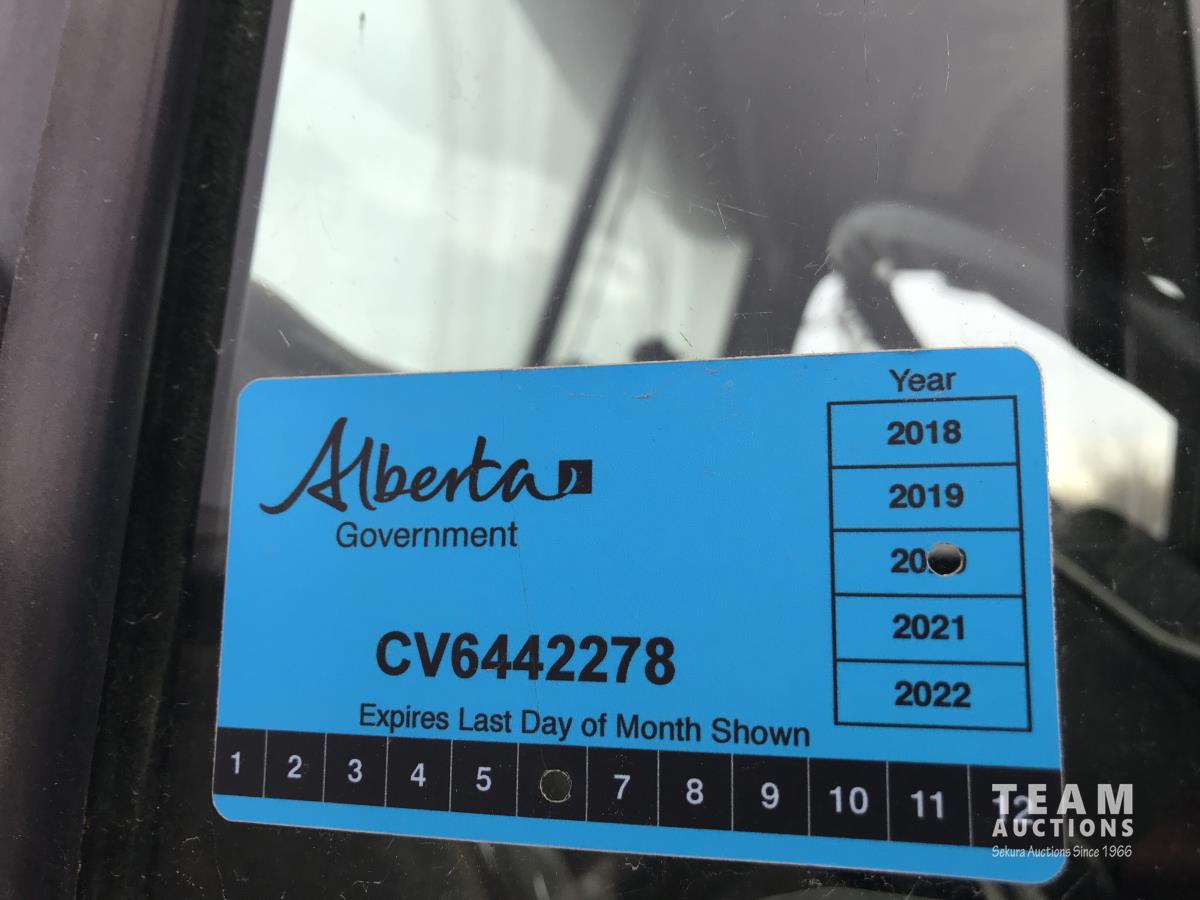 Alberta
Government
Year
2018
2019
2021
2022
CV6442278
Expires Last Day of Month Shown
1 2 3 4 5 7 8 9 10 11 12
TEAM
AUCTIONS
Sekura Auctions Since 1966